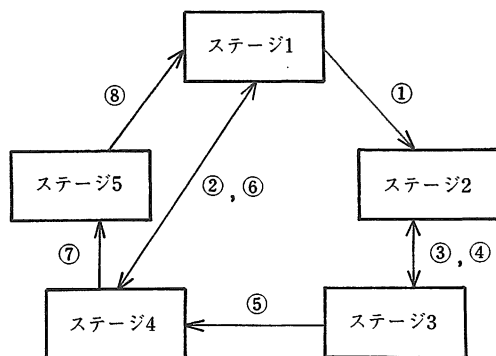 ステージ1
⑧
①
ステージ5
②, ⑥
ステージ2
⑦
③, ④
⑤
ステージ4
ステージ3